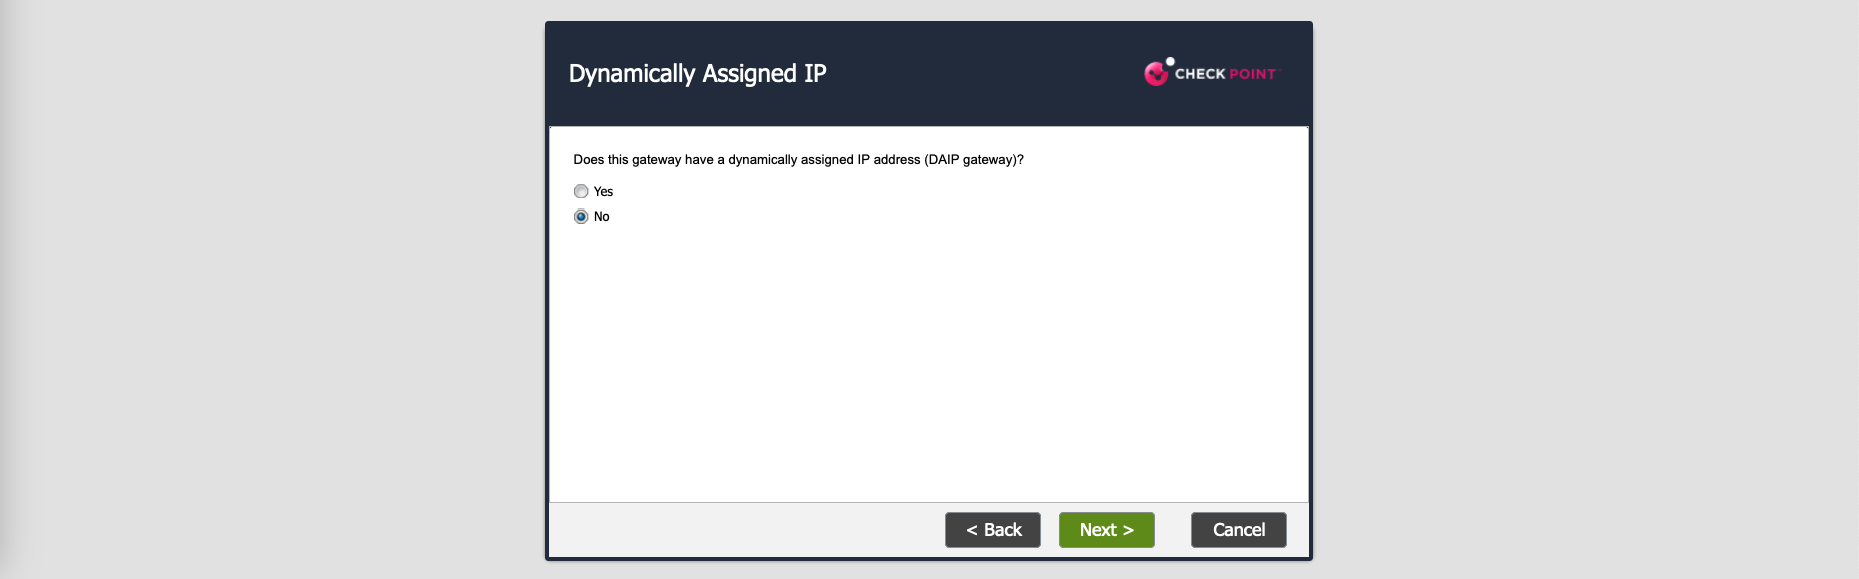 Dynamically Assigned IP
CHECK POINT
Does this gateway have a dynamically assigned IP address (DAIP gateway)?
Yes
No
< Back
Next >
Cancel